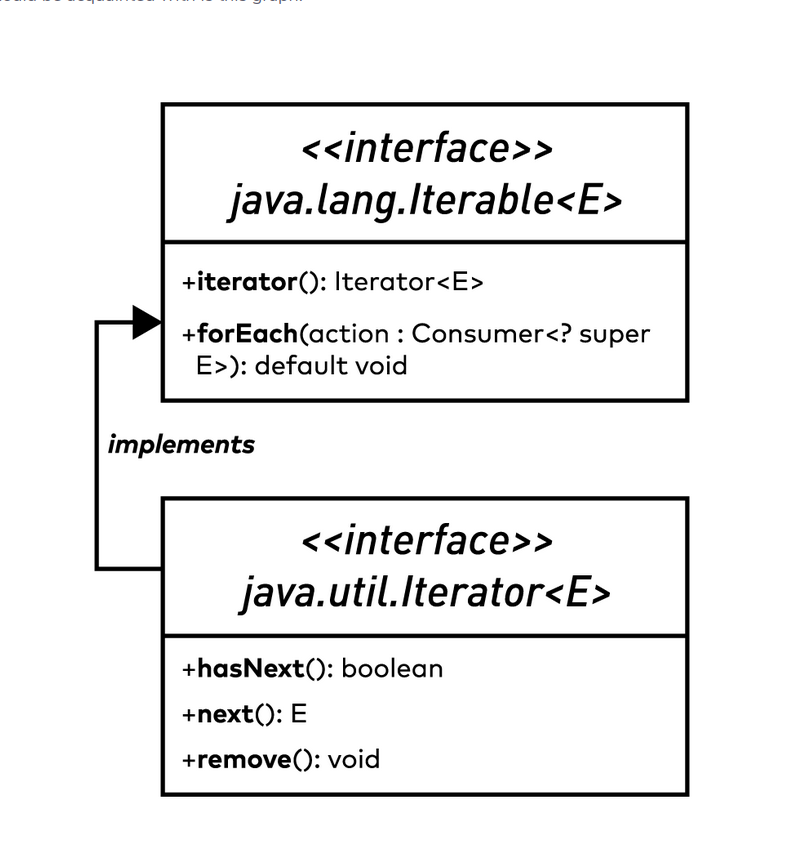 <<interface>>
java.lang.Iterable<E>
+iterator(): Iterator<E>
+forEach(action : Consumer<? super
E>): default void
implements
<<interface>>
java.util.Iterator<E>
+hasNext(): boolean
+next(): E
+remove(): void